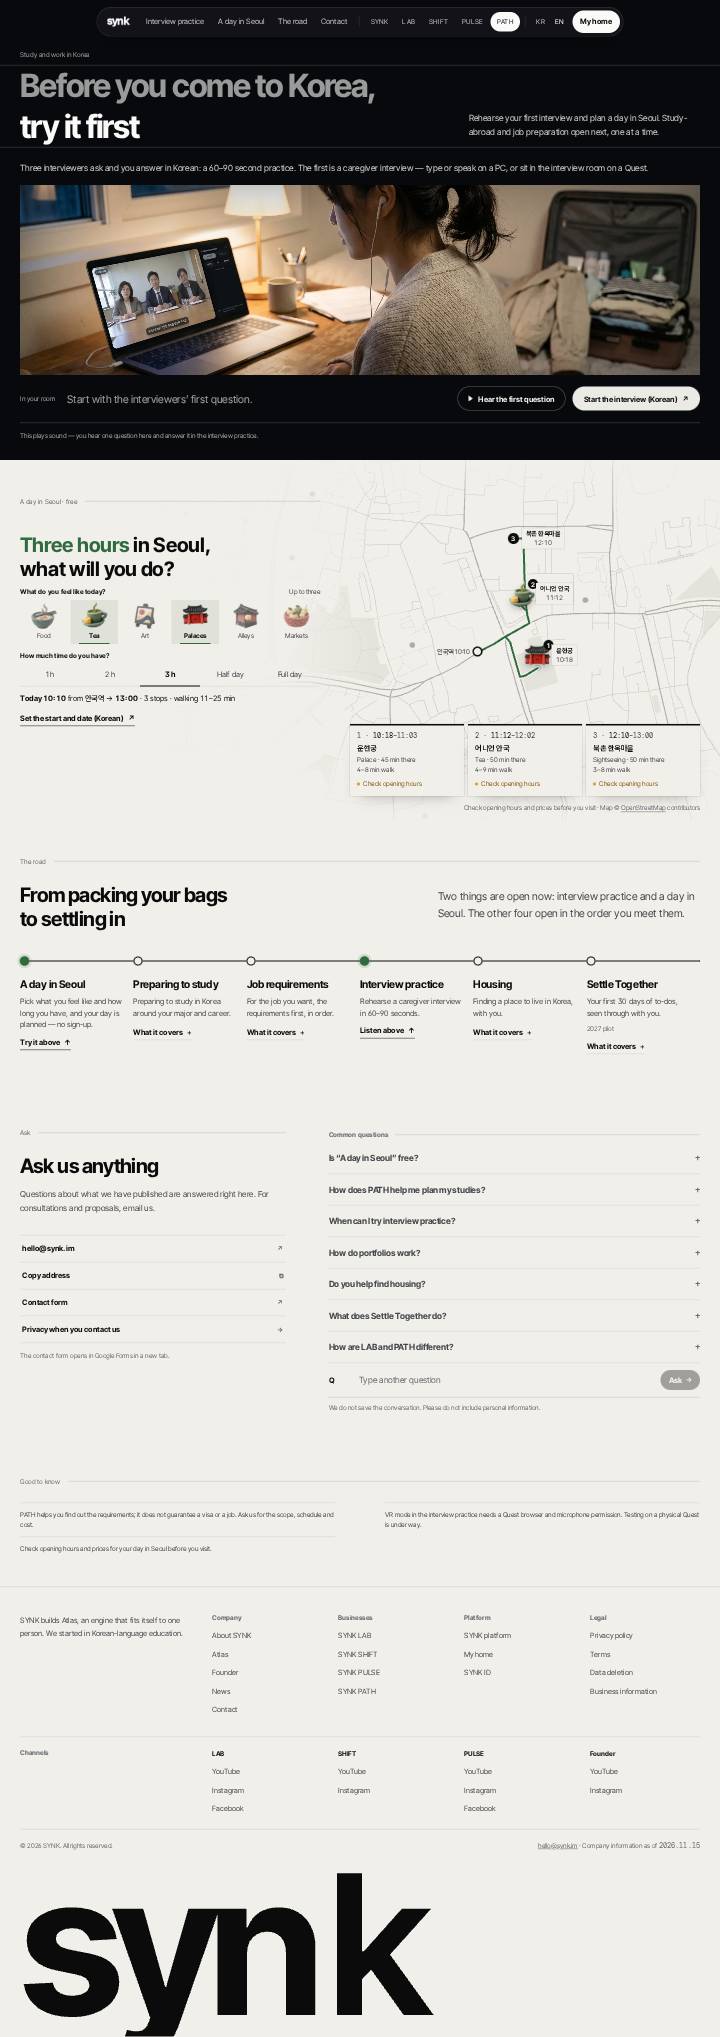 synk Interview practice A day in Seoul The road Contact SYNK LAB SHIFT PULSE PATH KR EN My home
Study and work in Korea
Before you come to Korea,
try it first
Rehearse your first interview and plan a day in Seoul. Study-
abroad and job preparation open next, one at a time.
Three interviewers ask and you answer in Korean: a 60–90 second practice. The first is a caregiver interview — type or speak on a PC, or sit in the interview room on a Quest.
In your room Start with the interviewers' first question.
Hear the first question
Start the interview (Korean) ↗
This plays sound — you hear one question here and answer it in the interview practice.
A day in Seoul · free
Three hours in Seoul,
what will you do?
What do you feel like today? Up to three
Food Tea Art Palaces Alleys Markets
How much time do you have?
1 h 2 h 3 h Half day Full day
Today 10:10 from 안국역 → 13:00 · 3 stops · walking 11–25 min
Set the start and date (Korean) ↗
3 북촌 한옥마을
12:10
2 어니언 안국
11:12
안국역 10:10
1 운현궁
10:18
1 · 10:18–11:03
운현궁
Palace · 45 min there
4–8 min walk
Check opening hours
2 · 11:12–12:02
어니언 안국
Tea · 50 min there
4–9 min walk
Check opening hours
3 · 12:10–13:00
북촌 한옥마을
Sightseeing · 50 min there
3–8 min walk
Check opening hours
Check opening hours and prices before you visit · Map © OpenStreetMap contributors
The road
From packing your bags
to settling in
Two things are open now: interview practice and a day in
Seoul. The other four open in the order you meet them.
A day in Seoul
Pick what you feel like and how
long you have, and your day is
planned — no sign-up.
Try it above ↑
Preparing to study
Preparing to study in Korea
around your major and career.
What it covers +
Job requirements
For the job you want, the
requirements first, in order.
What it covers +
Interview practice
Rehearse a caregiver interview
in 60–90 seconds.
Listen above ↑
Housing
Finding a place to live in Korea,
with you.
What it covers +
Settle Together
Your first 30 days of to-dos,
seen through with you.
2027 pilot
What it covers +
Ask
Ask us anything
Questions about what we have published are answered right here. For
consultations and proposals, email us.
hello@synk.im ↗
Copy address
Contact form ↗
Privacy when you contact us →
The contact form opens in Google Forms in a new tab.
Common questions
Is “A day in Seoul” free? +
How does PATH help me plan my studies? +
When can I try interview practice? +
How do portfolios work? +
Do you help find housing? +
What does Settle Together do? +
How are LAB and PATH different? +
Q Type another question Ask →
We do not save the conversation. Please do not include personal information.
Good to know
PATH helps you find out the requirements; it does not guarantee a visa or a job. Ask us for the scope, schedule and
cost.
Check opening hours and prices for your day in Seoul before you visit.
VR mode in the interview practice needs a Quest browser and microphone permission. Testing on a physical Quest
is under way.
SYNK builds Atlas, an engine that fits itself to one
person. We started in Korean-language education.
Company
About SYNK
Atlas
Founder
News
Contact
Businesses
SYNK LAB
SYNK SHIFT
SYNK PULSE
SYNK PATH
Platform
SYNK platform
My home
SYNK ID
Legal
Privacy policy
Terms
Data deletion
Business information
Channels
LAB
YouTube
Instagram
Facebook
SHIFT
YouTube
Instagram
PULSE
YouTube
Instagram
Facebook
Founder
YouTube
Instagram
© 2026 SYNK. All rights reserved.
hello@synk.im · Company information as of 2026.11.15
synk